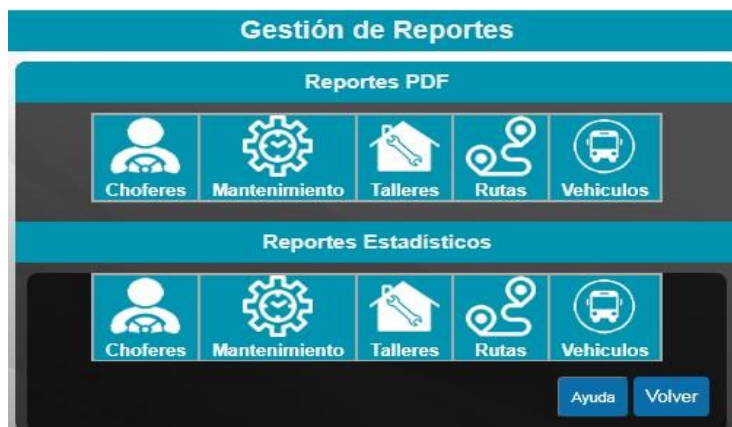 Gestión de Reportes
Reportes PDF
Choferes Mantenimiento Talleres Rutas Vehiculos
Reportes Estadísticos
Choferes Mantenimiento Talleres Rutas Vehiculos
Ayuda Volver